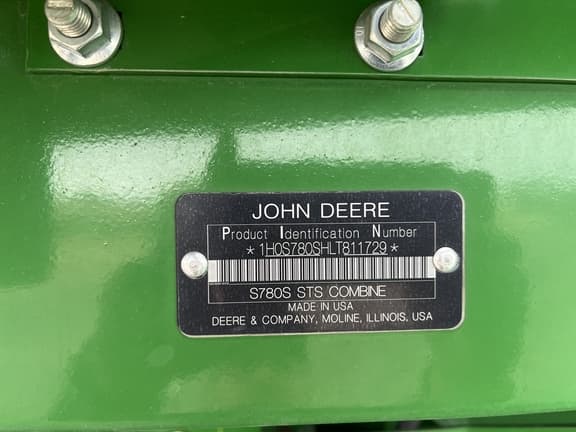 JOHN DEERE
Product Identification Number
*1H0S780SHLT811729*
S780S STS COMBINE
MADE IN USA
DEERE & COMPANY, MOLINE, ILLINOIS, USA